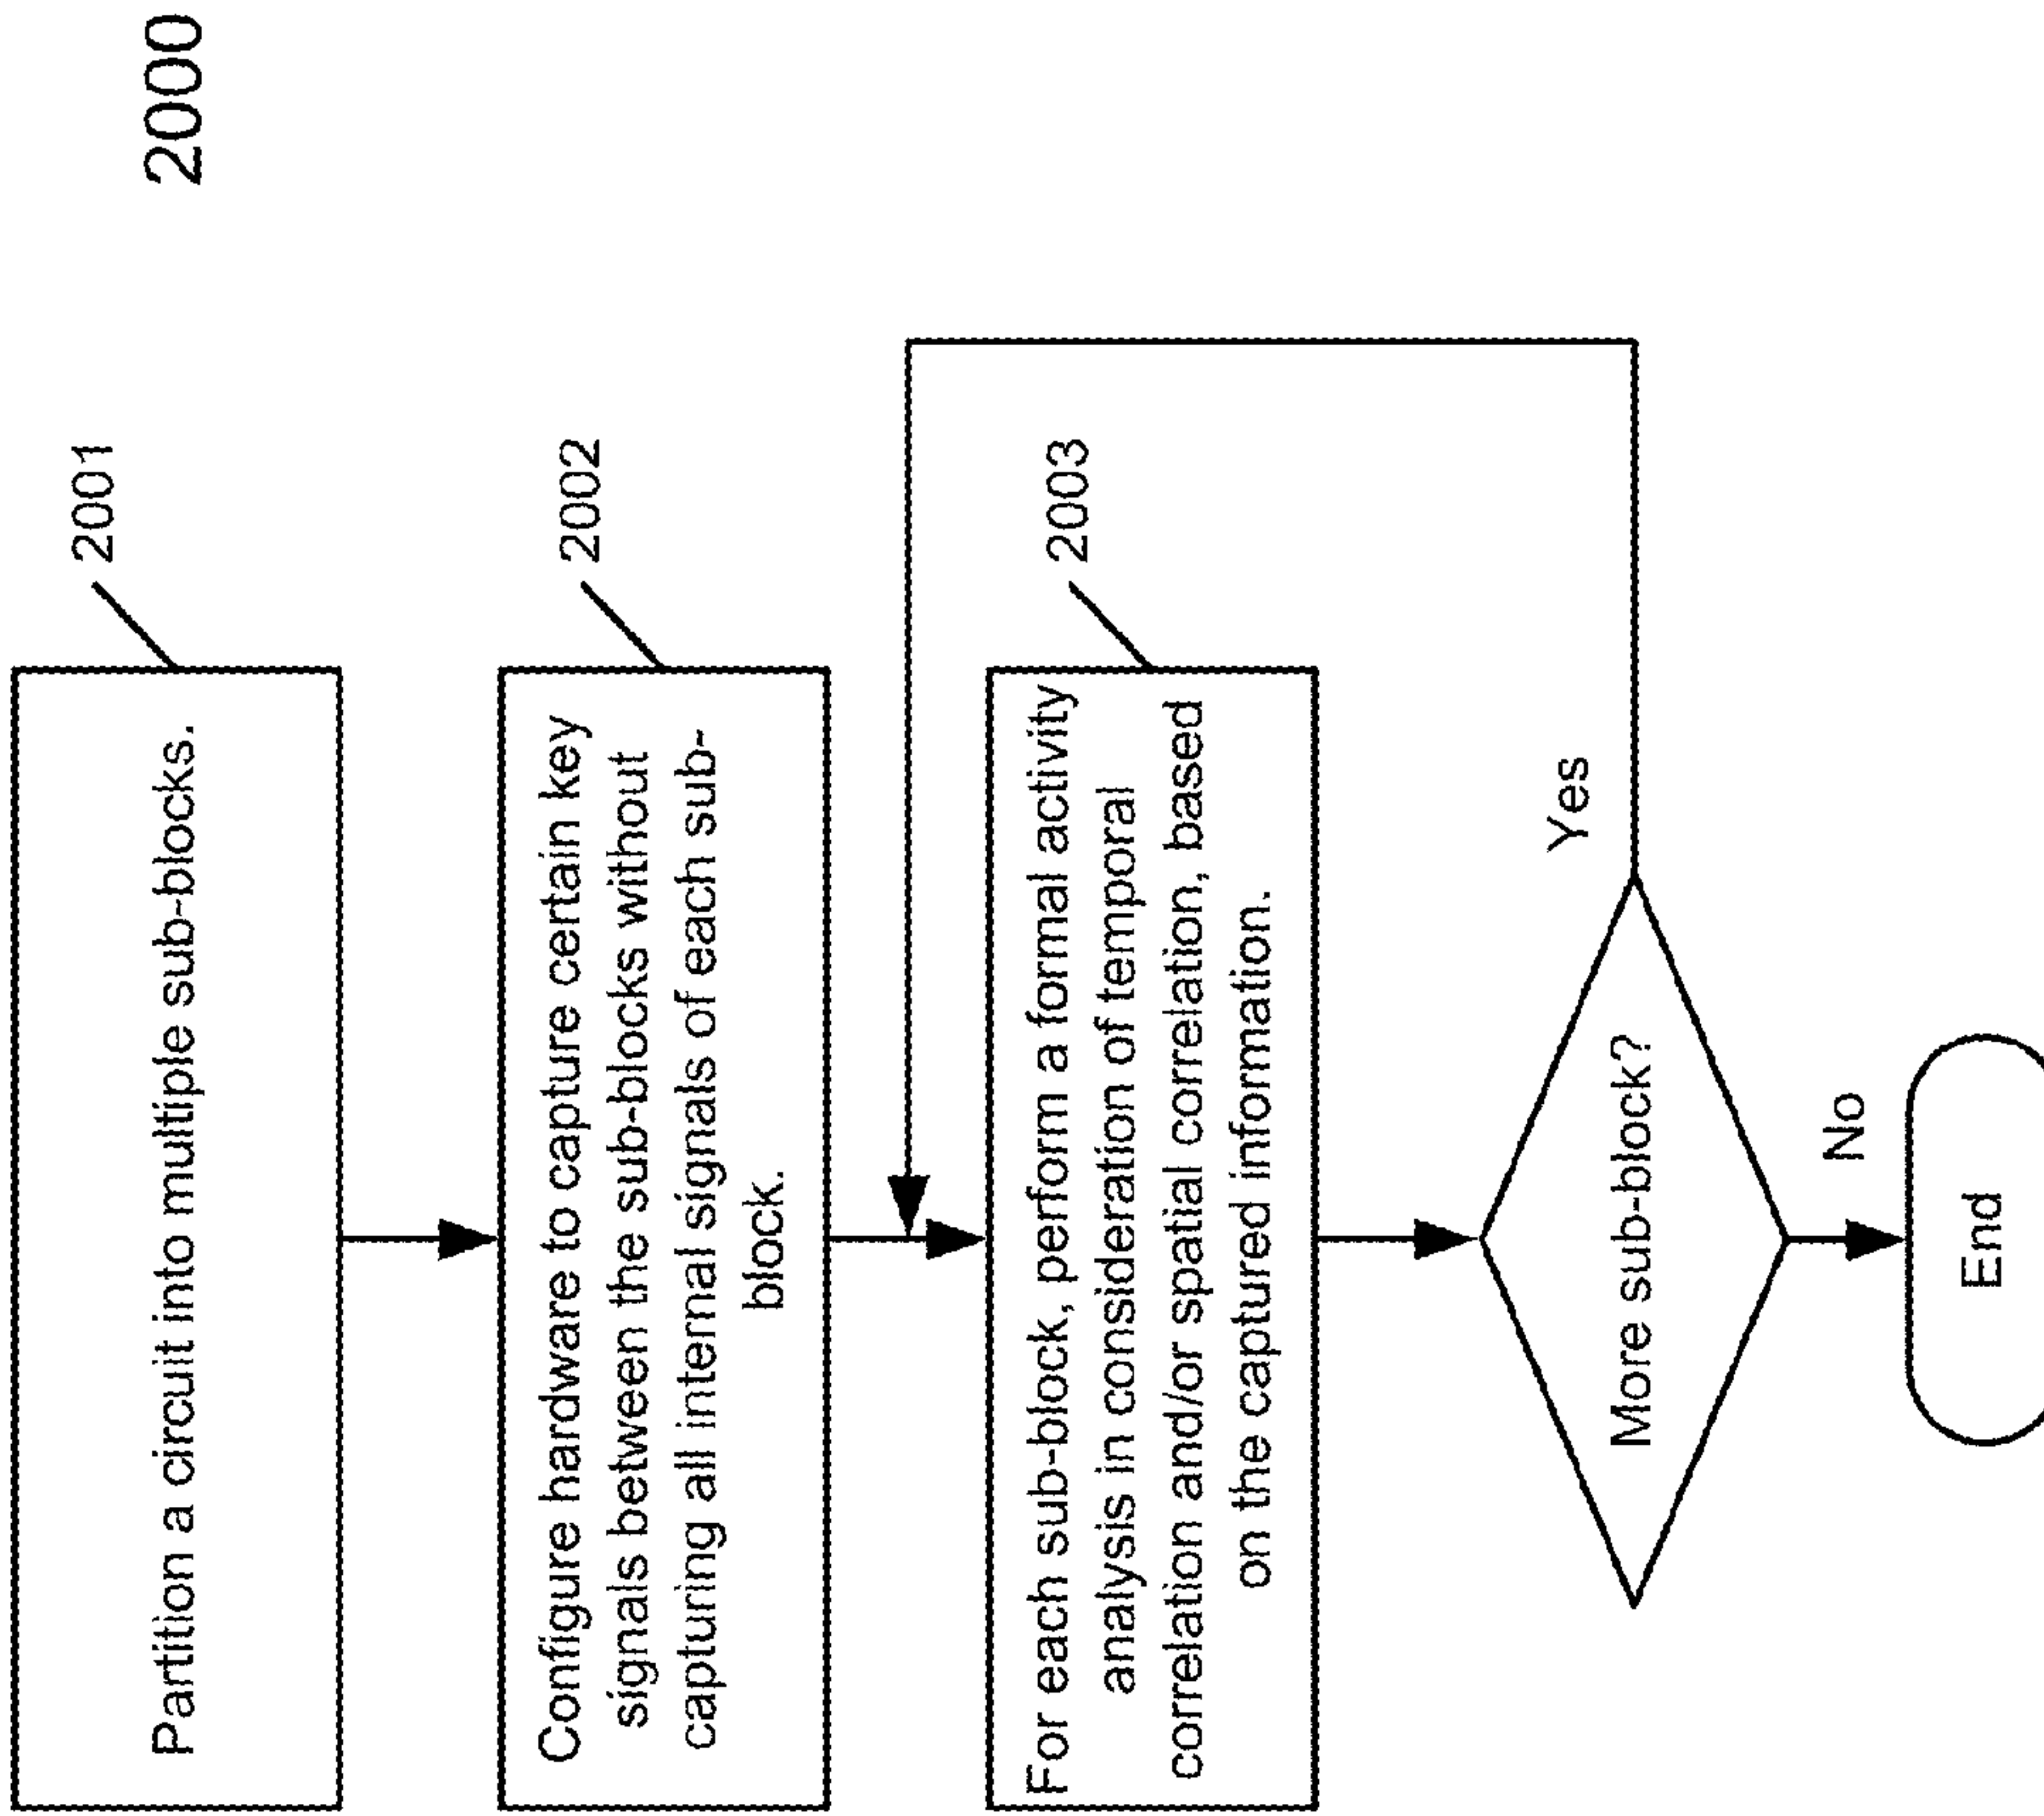 2000
Partition a circuit into multiple sub-blocks.
2001
Configure hardware to capture certain key
signals between the sub-blocks without
capturing all internal signals of each sub-
block.
2002
For each sub-block, perform a formal activity
analysis in consideration of temporal
correlation and/or spatial correlation, based
on the captured information.
2003
More sub-block?
Yes
No
End